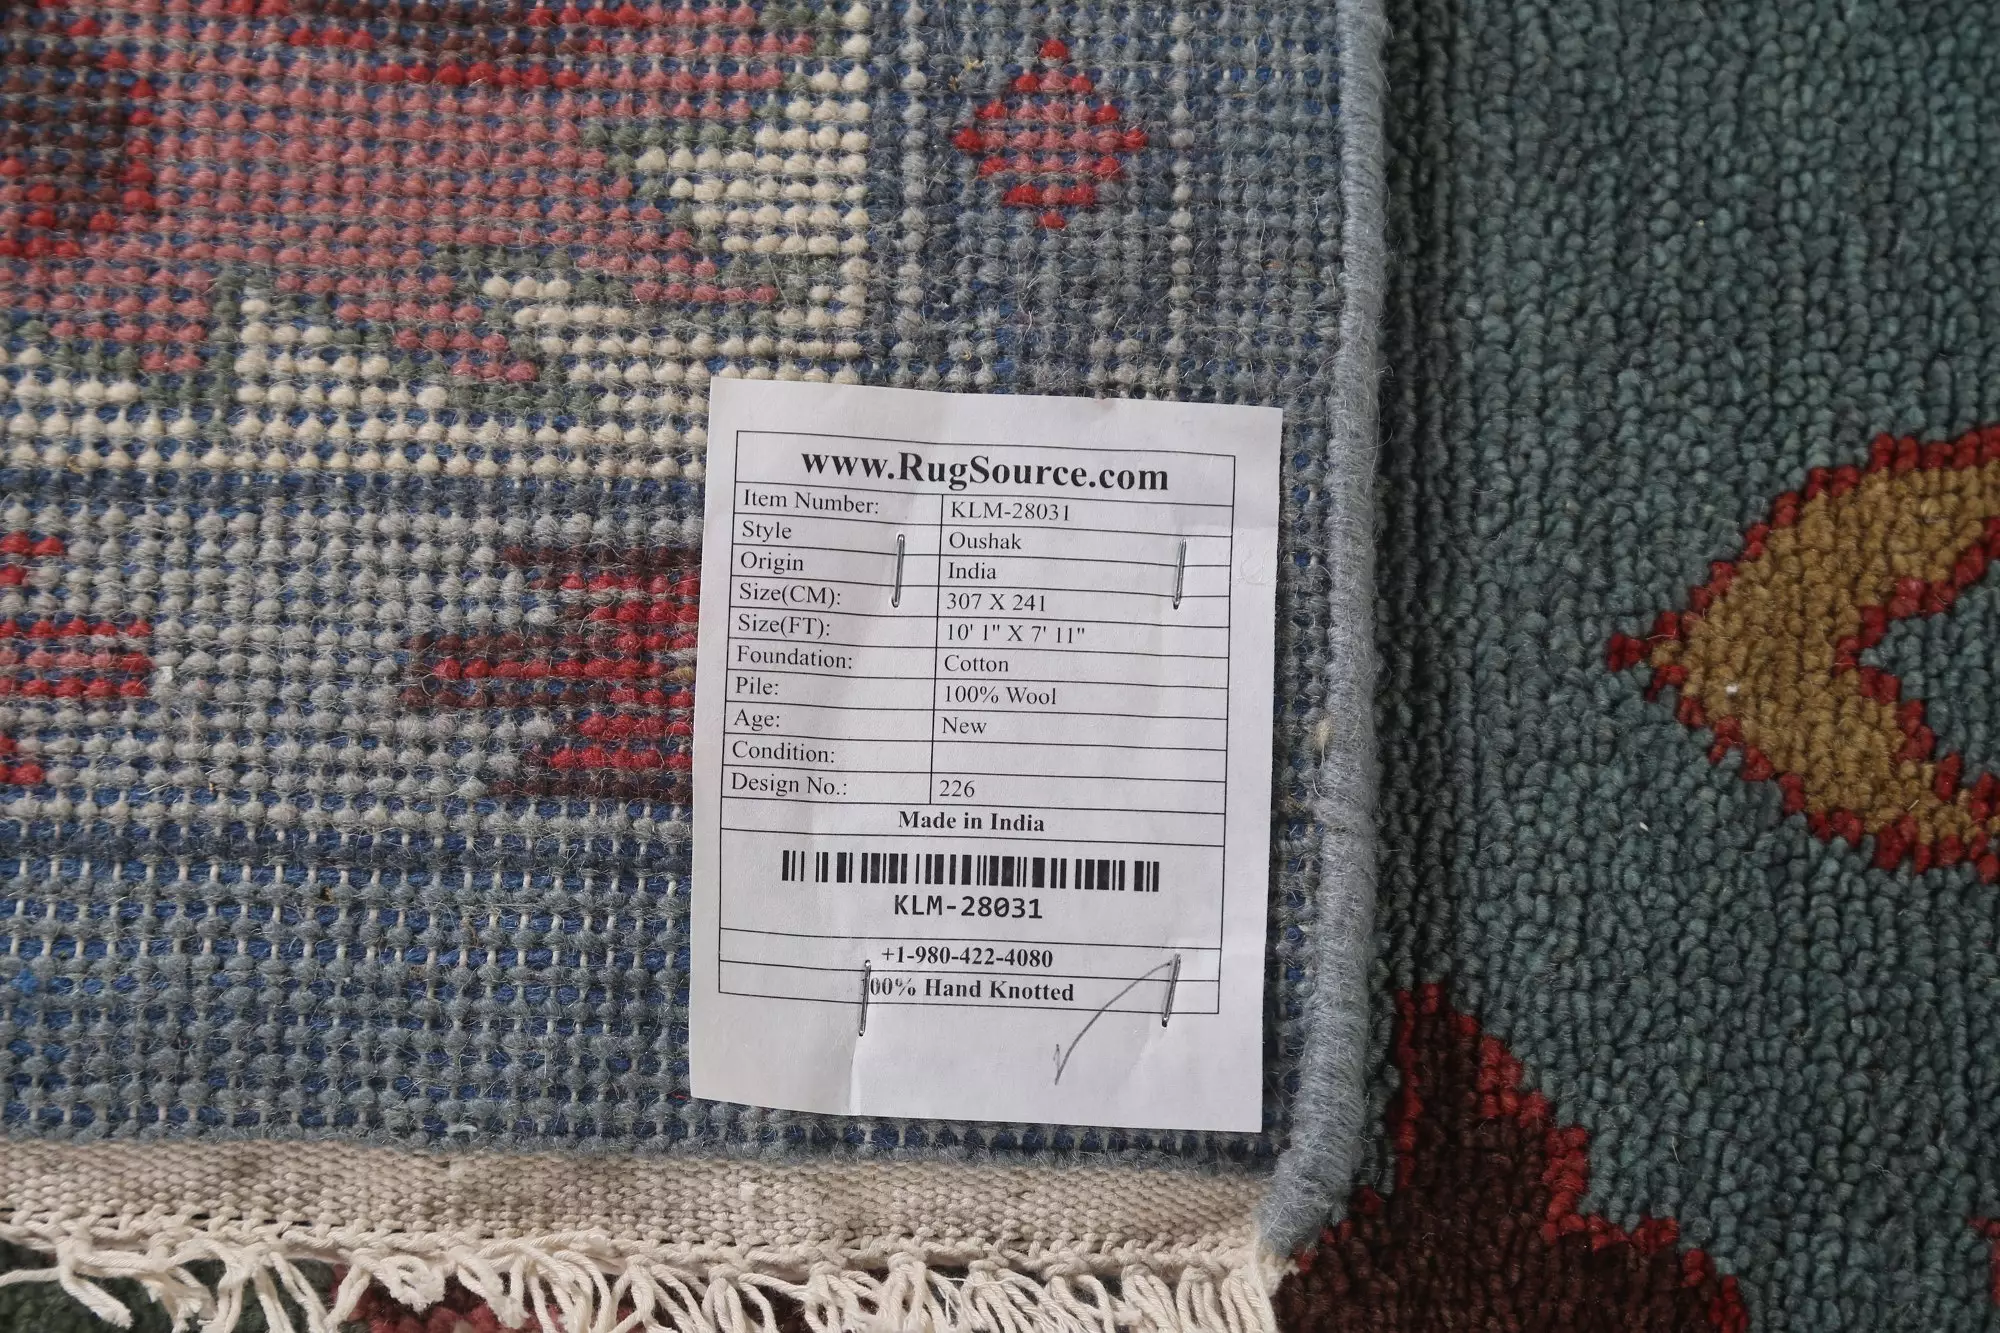 www.RugSource.com
Item Number: KLM-28031
Style Oushak
Origin India
Size(CM): 307 X 241
Size(FT): 10' 1" X 7' 11"
Foundation: Cotton
Pile: 100% Wool
Age: New
Condition:
Design No.: 226
Made in India
KLM-28031
+1-980-422-4080
100% Hand Knotted